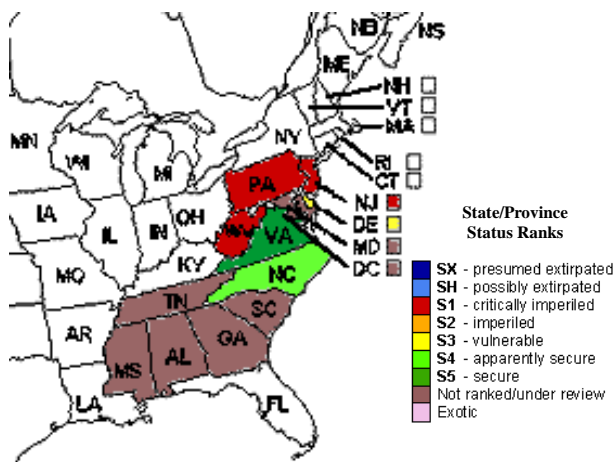 NB
NS
ME
NH
VT
MA
MN
WI
MI
NY
RI
CT
IA
IL
IN
OH
PA
NJ
DE
MD
DC
WV
VA
MO
KY
NC
TN
SC
AR
MS
AL
GA
LA
FL
State/Province
Status Ranks
SX - presumed extirpated
SH - possibly extirpated
S1 - critically imperiled
S2 - imperiled
S3 - vulnerable
S4 - apparently secure
S5 - secure
Not ranked/under review
Exotic